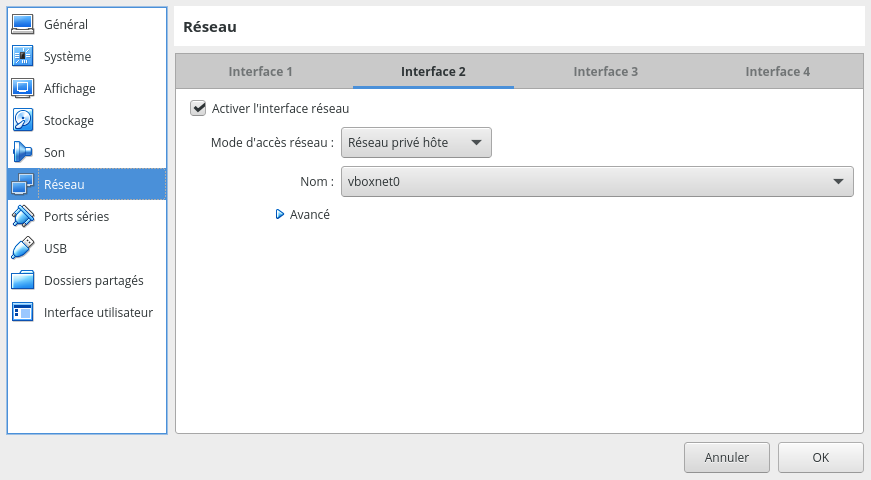 Général
Système
Affichage
Stockage
Son
Réseau
Ports séries
USB
Dossiers partagés
Interface utilisateur
Réseau
Interface 1 Interface 2 Interface 3 Interface 4
Activer l'interface réseau
Mode d'accès réseau : Réseau privé hôte
Nom : vboxnet0
Avancé
Annuler OK